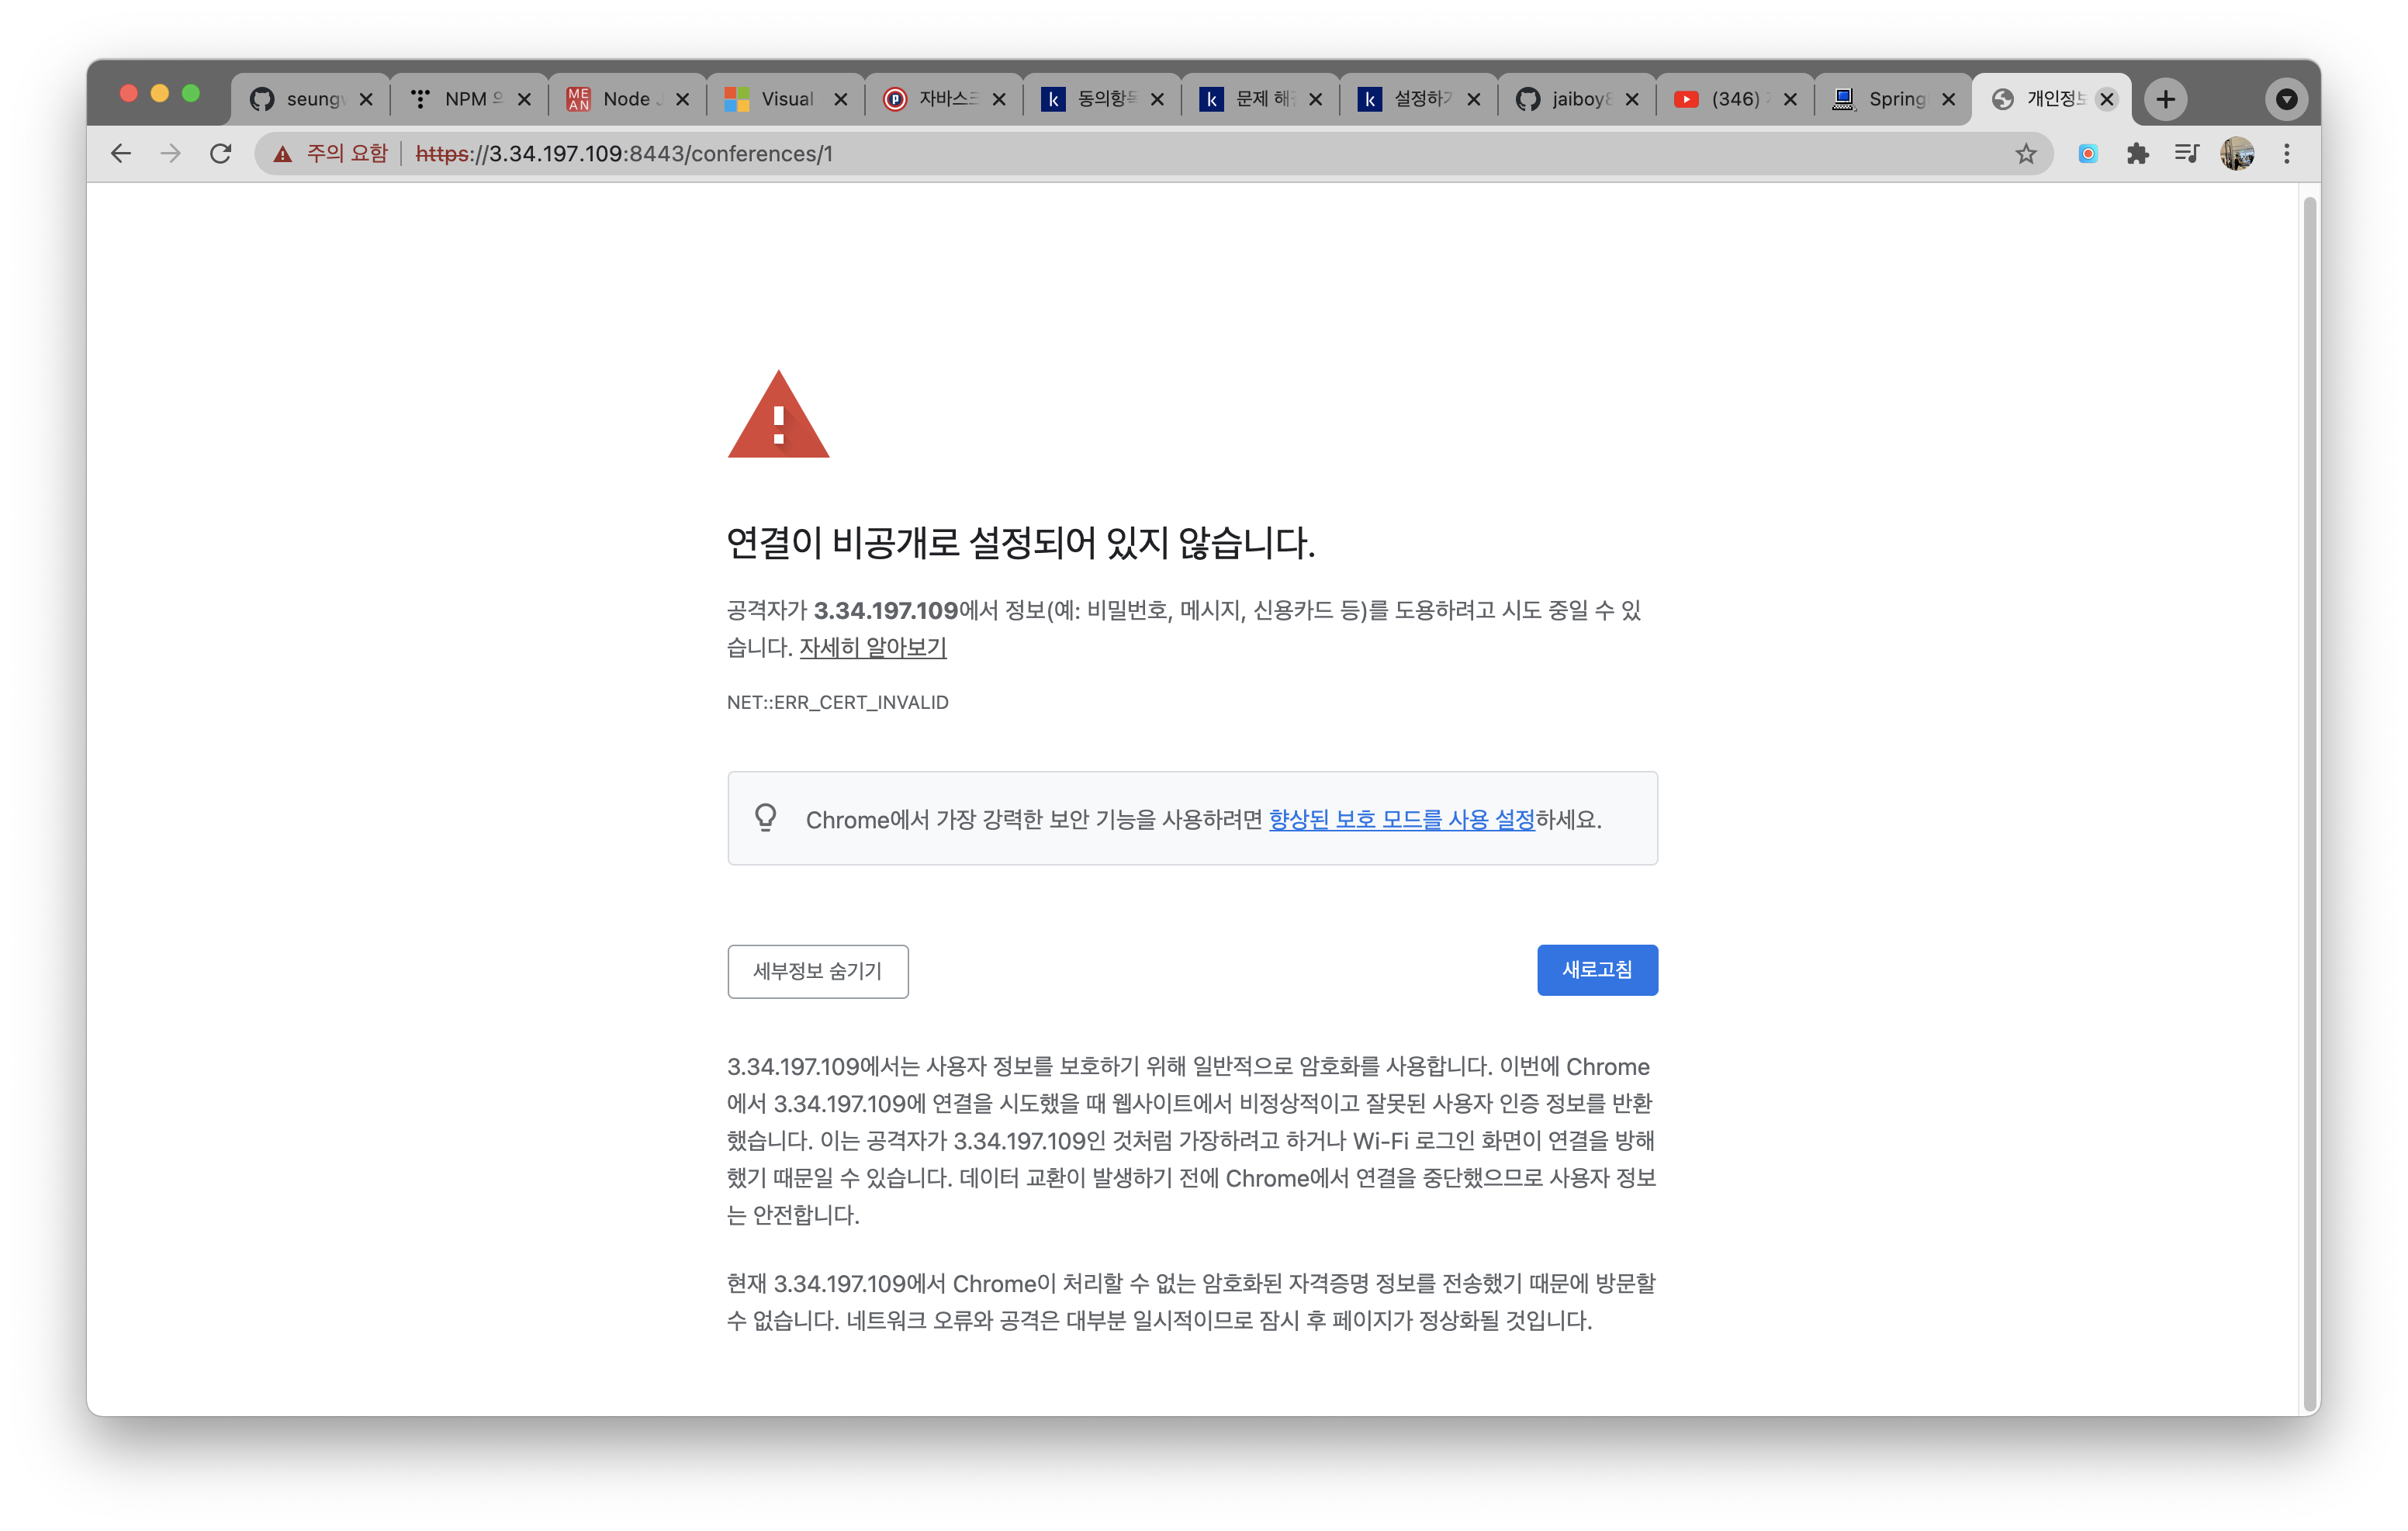 seungw NPM 의 Node J Visual 자바스크 동의항목 문제 해결 설정하기 jaiboy8 (346) Spring 개인정보
주의 요함 https://3.34.197.109:8443/conferences/1
연결이 비공개로 설정되어 있지 않습니다.
공격자가 3.34.197.109에서 정보(예: 비밀번호, 메시지, 신용카드 등)를 도용하려고 시도 중일 수 있
습니다. 자세히 알아보기
NET::ERR_CERT_INVALID
Chrome에서 가장 강력한 보안 기능을 사용하려면 향상된 보호 모드를 사용 설정하세요.
세부정보 숨기기
새로고침
3.34.197.109에서는 사용자 정보를 보호하기 위해 일반적으로 암호화를 사용합니다. 이번에 Chrome
에서 3.34.197.109에 연결을 시도했을 때 웹사이트에서 비정상적이고 잘못된 사용자 인증 정보를 반환
했습니다. 이는 공격자가 3.34.197.109인 것처럼 가장하려고 하거나 Wi-Fi 로그인 화면이 연결을 방해
했기 때문일 수 있습니다. 데이터 교환이 발생하기 전에 Chrome에서 연결을 중단했으므로 사용자 정보
는 안전합니다.
현재 3.34.197.109에서 Chrome이 처리할 수 없는 암호화된 자격증명 정보를 전송했기 때문에 방문할
수 없습니다. 네트워크 오류와 공격은 대부분 일시적이므로 잠시 후 페이지가 정상화될 것입니다.